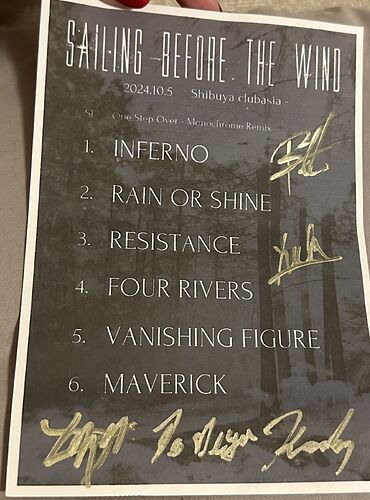 SAILING BEFORE THE WIND
2024.10.5 Shibuya clubasia -
SE One Step Over - Monochrome Remix
1. INFERNO
2. RAIN OR SHINE
3. RESISTANCE
4. FOUR RIVERS
5. VANISHING FIGURE
6. MAVERICK